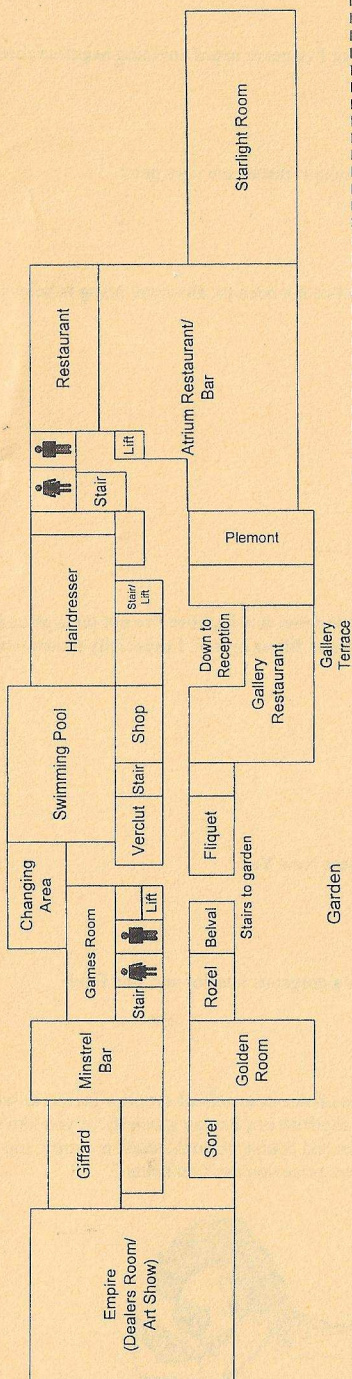 Starlight Room
Restaurant
Atrium Restaurant/
Bar
Lift
Stair
Plemont
Hairdresser
Stair/
Lift
Down to
Reception
Gallery
Restaurant
Gallery
Terrace
Swimming Pool
Shop
Stair
Verclut
Fliquet
Stairs to garden
Garden
Changing
Area
Games Room
Lift
Stair
Belval
Rozel
Minstrel
Bar
Golden
Room
Giffard
Sorel
Empire
(Dealers Room/
Art Show)